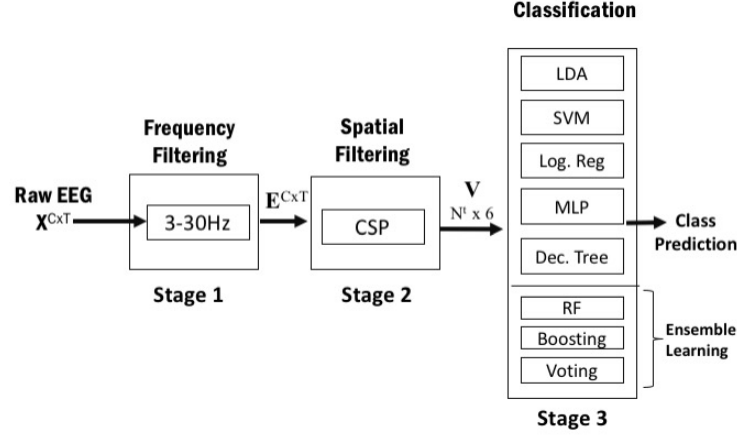 Classification
LDA
SVM
Log. Reg
MLP
Dec. Tree
RF
Boosting
Voting
Stage 3
Frequency
Filtering
3-30Hz
Stage 1
Spatial
Filtering
CSP
Stage 2
Raw EEG
X^CxT
E^CxT
V
N^t x 6
Class
Prediction
Ensemble
Learning